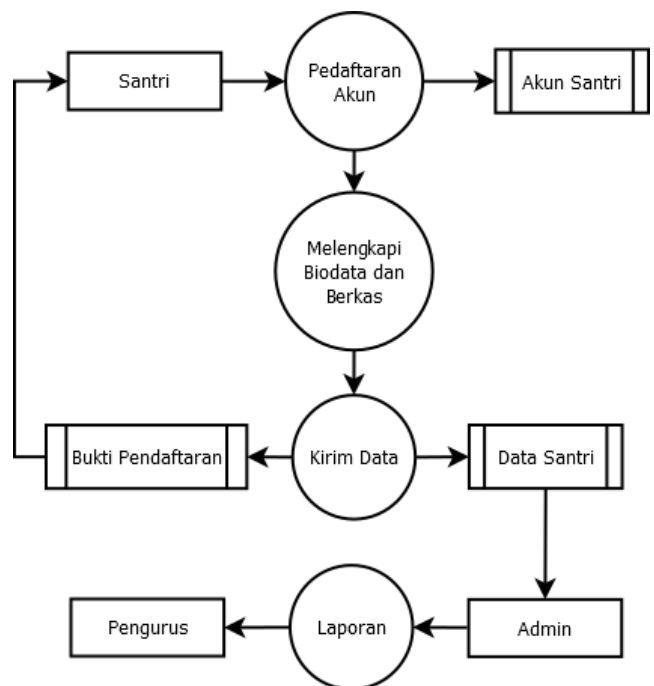 Santri
Pedaftaran
Akun
Akun Santri
Melengkapi
Biodata dan
Berkas
Bukti Pendaftaran
Kirim Data
Data Santri
Pengurus
Laporan
Admin